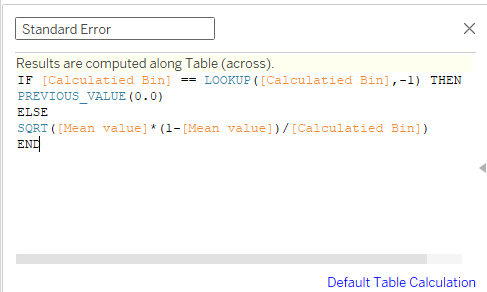 Standard Error
Results are computed along Table (across).
IF [Calculatied Bin] == LOOKUP([Calculatied Bin],-1) THEN
PREVIOUS_VALUE(0.0)
ELSE
SQRT([Mean value]*(1-[Mean value])/[Calculatied Bin])
END
Default Table Calculation